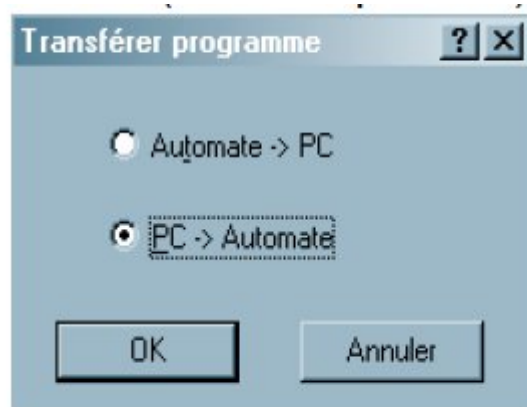 Transférer programme ? X
Automate -> PC
PC -> Automate
OK Annuler